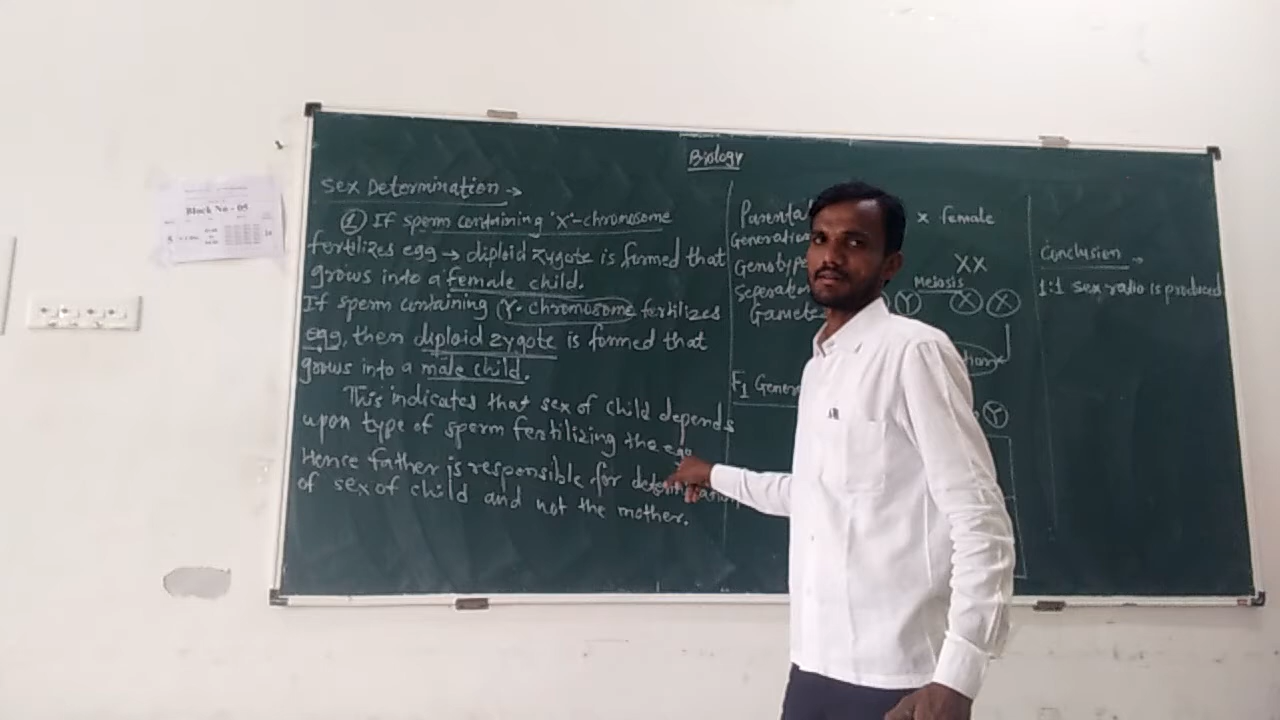 Biology
Sex Determination →
① If sperm containing 'X'-chromosome
fertilizes egg → diploid zygote is formed that
grows into a female child.
If sperm containing (Y-chromosome fertilizes
egg, then diploid zygote is formed that
grows into a male child.
This indicates that sex of child depends
upon type of sperm fertilizing the egg
Hence father is responsible for determination
of sex of child and not the mother.
Parental × female
Generation
Genotype XX
Seperation Meiosis
Gametes Y X X
F1 Gener
Y
Conclusion →
1:1 sex ratio is produced
Block No - 05